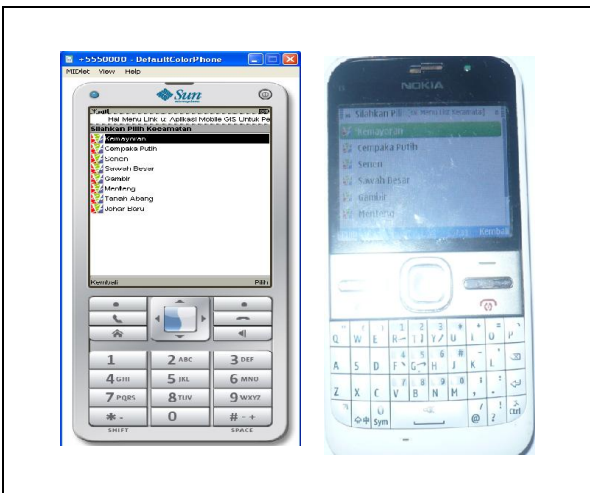 +5550000 - DefaultColorPhone
MIDlet View Help
Sun
Hal Menu Link u: Aplikasi Mobile GIS Untuk Pe
Silahkan Pilih Kecamatan
Kemayoran
Cempaka Putih
Senen
Sawah Besar
Gambir
Menteng
Tanah Abang
Johar Baru
Kembali Pilih
1 2 ABC 3 DEF
4 GHI 5 JKL 6 MNO
7 PQRS 8 TUV 9 WXYZ
* . 0 # - +
SHIFT SPACE
NOKIA
Silahkan Pili
Kemayoran
Cempaka Putih
Senen
Sawah Besar
Gambir
Menteng
Kembali
Q W E R T Y U I O P
A S D F G H J K L
Z X C V B N M
Sym @ ? Ctrl